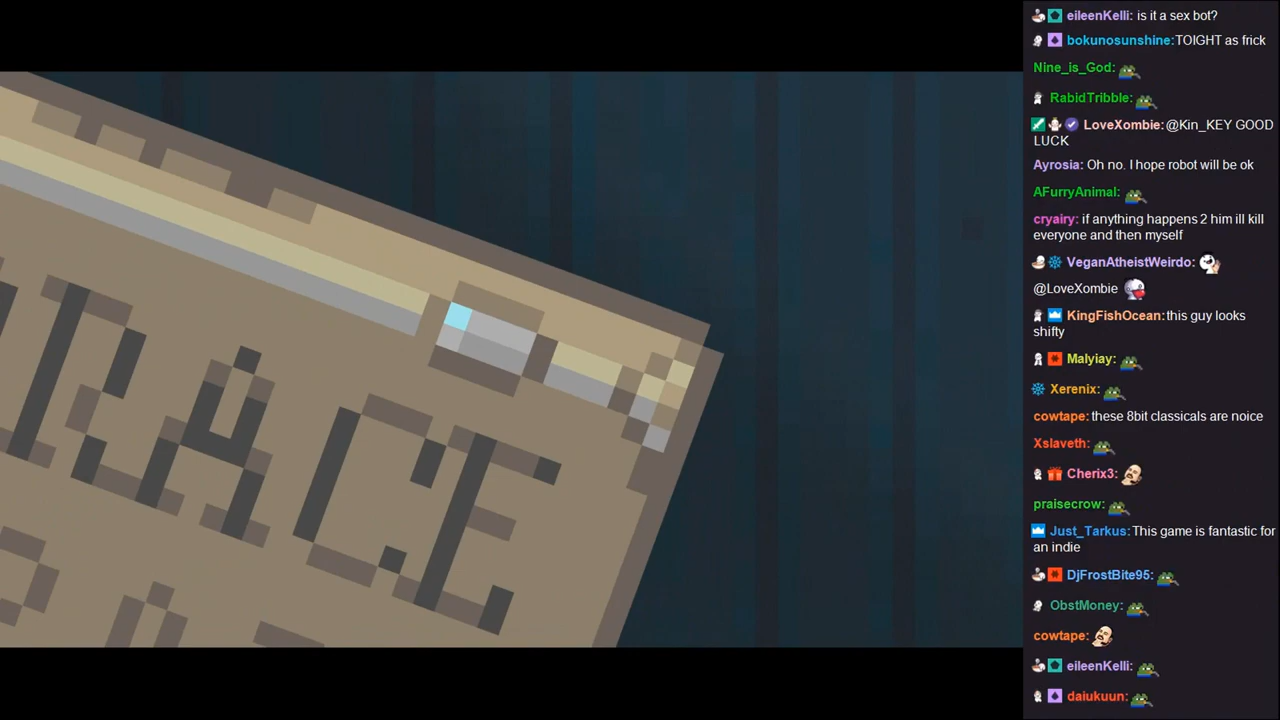 RACE
eileenKelli: is it a sex bot?
bokunosunshine: TOIGHT as frick
Nine_is_God:
RabidTribble:
LoveXombie: @Kin_KEY GOOD
LUCK
Ayrosia: Oh no. I hope robot will be ok
AFurryAnimal:
cryairy: if anything happens 2 him ill kill
everyone and then myself
VeganAtheistWeirdo:
@LoveXombie
KingFishOcean: this guy looks
shifty
Malyiay:
Xerenix:
cowtape: these 8bit classicals are noice
Xslaveth:
Cherix3:
praisecrow:
Just_Tarkus: This game is fantastic for
an indie
DjFrostBite95:
ObstMoney:
cowtape:
eileenKelli:
daiukuun: